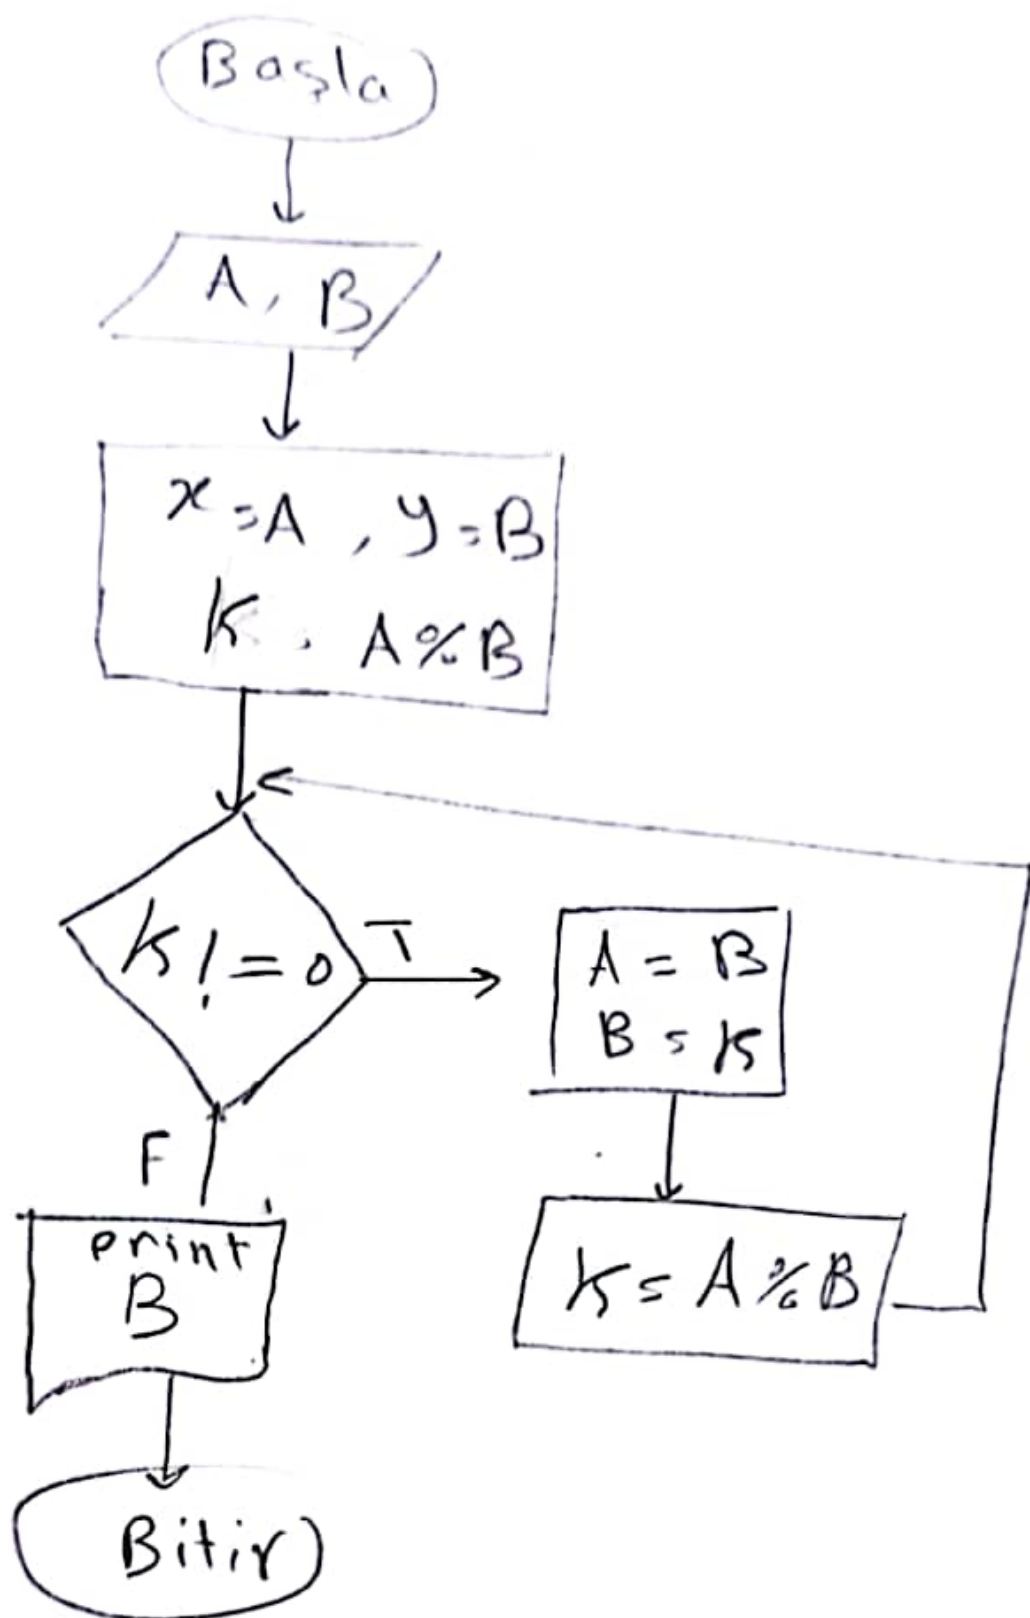 Başla
A, B
x=A, y=B
K. A%B
K!=0
T
A = B
B = K
K = A%B
F
print
B
Bitir